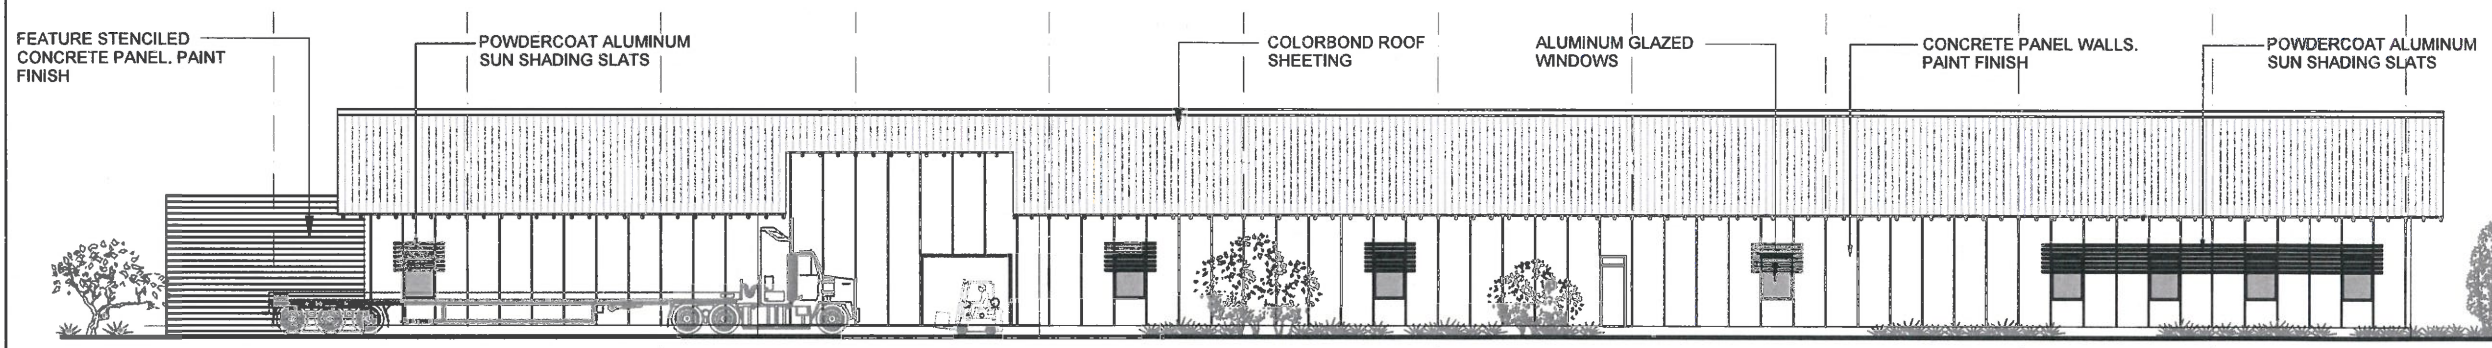 FEATURE STENCILED
CONCRETE PANEL. PAINT
FINISH
POWDERCOAT ALUMINUM
SUN SHADING SLATS
COLORBOND ROOF
SHEETING
ALUMINUM GLAZED
WINDOWS
CONCRETE PANEL WALLS.
PAINT FINISH
POWDERCOAT ALUMINUM
SUN SHADING SLATS